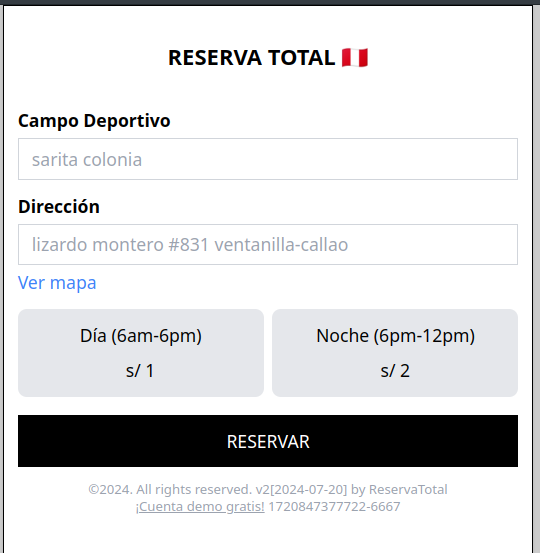 RESERVA TOTAL 🇵🇪
Campo Deportivo
sarita colonia
Dirección
lizardo montero #831 ventanilla-callao
Ver mapa
Día (6am-6pm)
s/ 1
Noche (6pm-12pm)
s/ 2
RESERVAR
©2024. All rights reserved. v2[2024-07-20] by ReservaTotal
¡Cuenta demo gratis! 1720847377722-6667